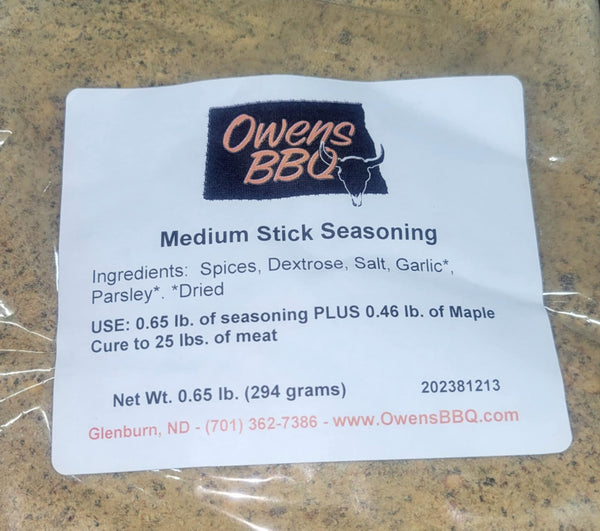 Owens
BBQ
Medium Stick Seasoning
Ingredients: Spices, Dextrose, Salt, Garlic*,
Parsley*. *Dried
USE: 0.65 lb. of seasoning PLUS 0.46 lb. of Maple
Cure to 25 lbs. of meat
Net Wt. 0.65 lb. (294 grams) 202381213
Glenburn, ND - (701) 362-7386 - www.OwensBBQ.com